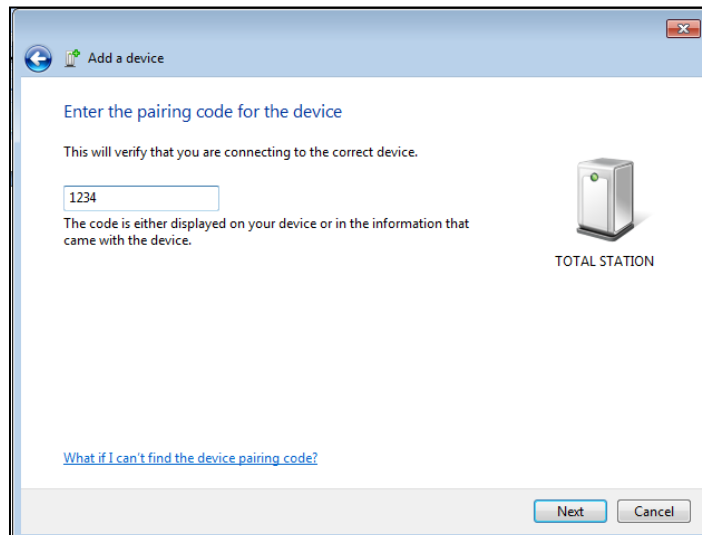 Add a device
Enter the pairing code for the device
This will verify that you are connecting to the correct device.
1234
The code is either displayed on your device or in the information that
came with the device.
TOTAL STATION
What if I can't find the device pairing code?
Next
Cancel